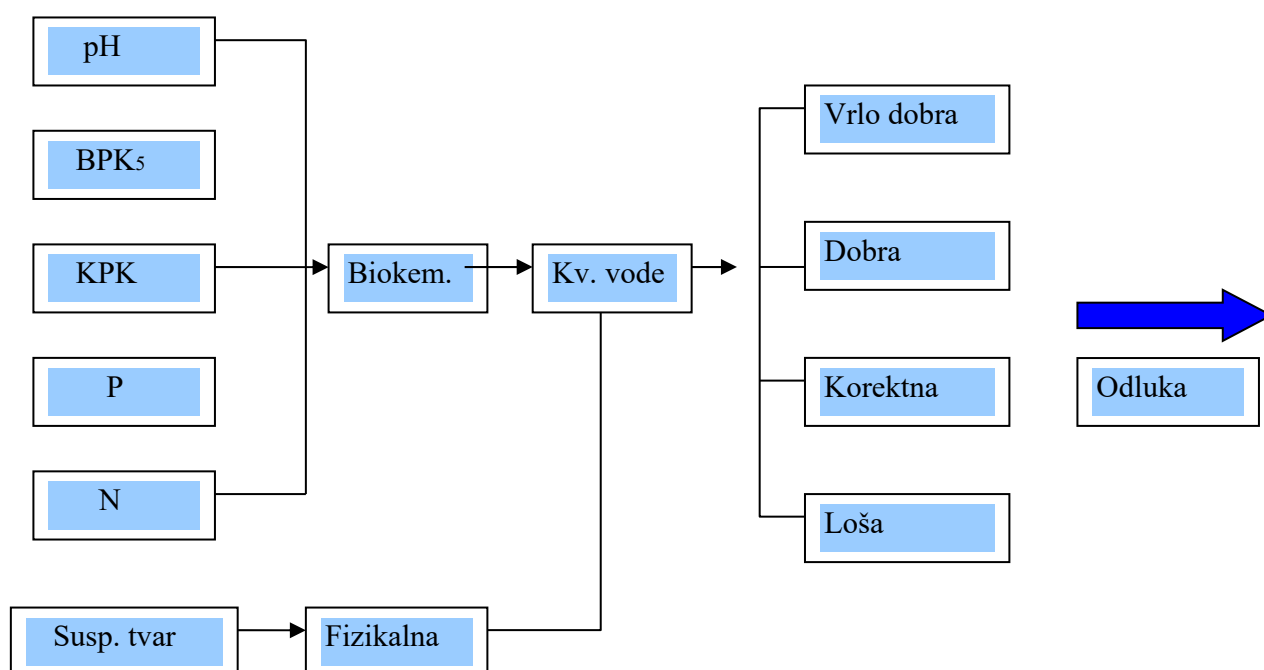 pH
BPK5
KPK
P
N
Susp. tvar
Biokem.
Fizikalna
Kv. vode
Vrlo dobra
Dobra
Korektna
Loša
Odluka